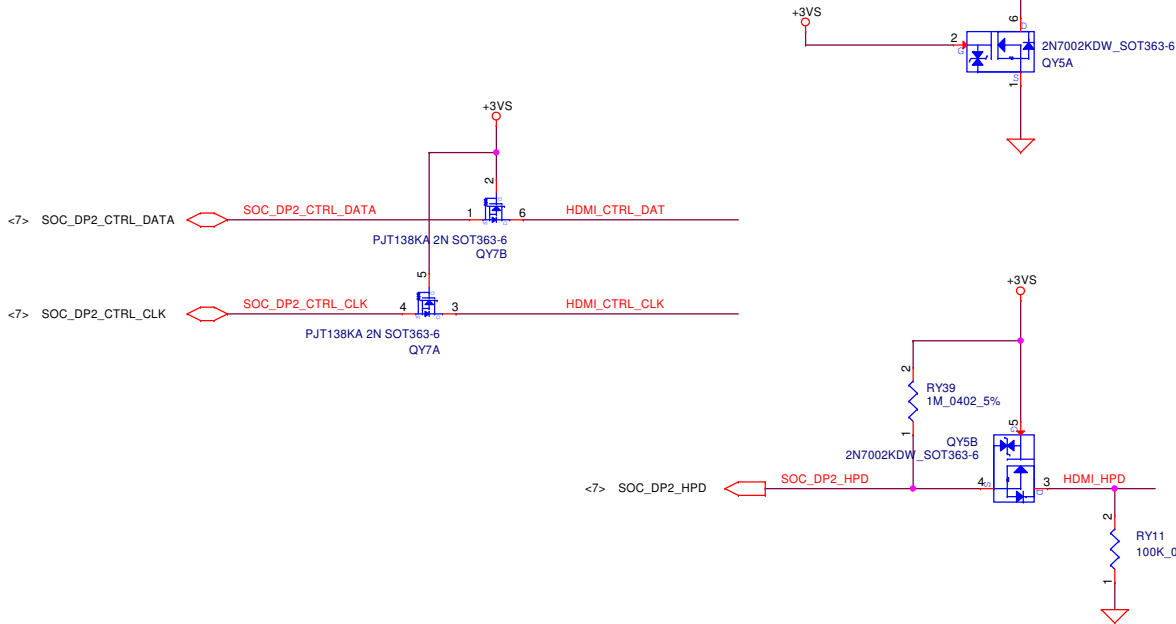 +3VS
6
D
2
G
2N7002KDW_SOT363-6
QY5A
S
1
+3VS
2
<7> SOC_DP2_CTRL_DATA
SOC_DP2_CTRL_DATA
1
6
HDMI_CTRL_DAT
PJT138KA 2N SOT363-6
QY7B
5
<7> SOC_DP2_CTRL_CLK
SOC_DP2_CTRL_CLK
4
3
HDMI_CTRL_CLK
PJT138KA 2N SOT363-6
QY7A
+3VS
2
RY39
1M_0402_5%
1
5
G
QY5B
2N7002KDW_SOT363-6
<7> SOC_DP2_HPD
SOC_DP2_HPD
4
S
D
3
HDMI_HPD
2
RY11
100K_0
1